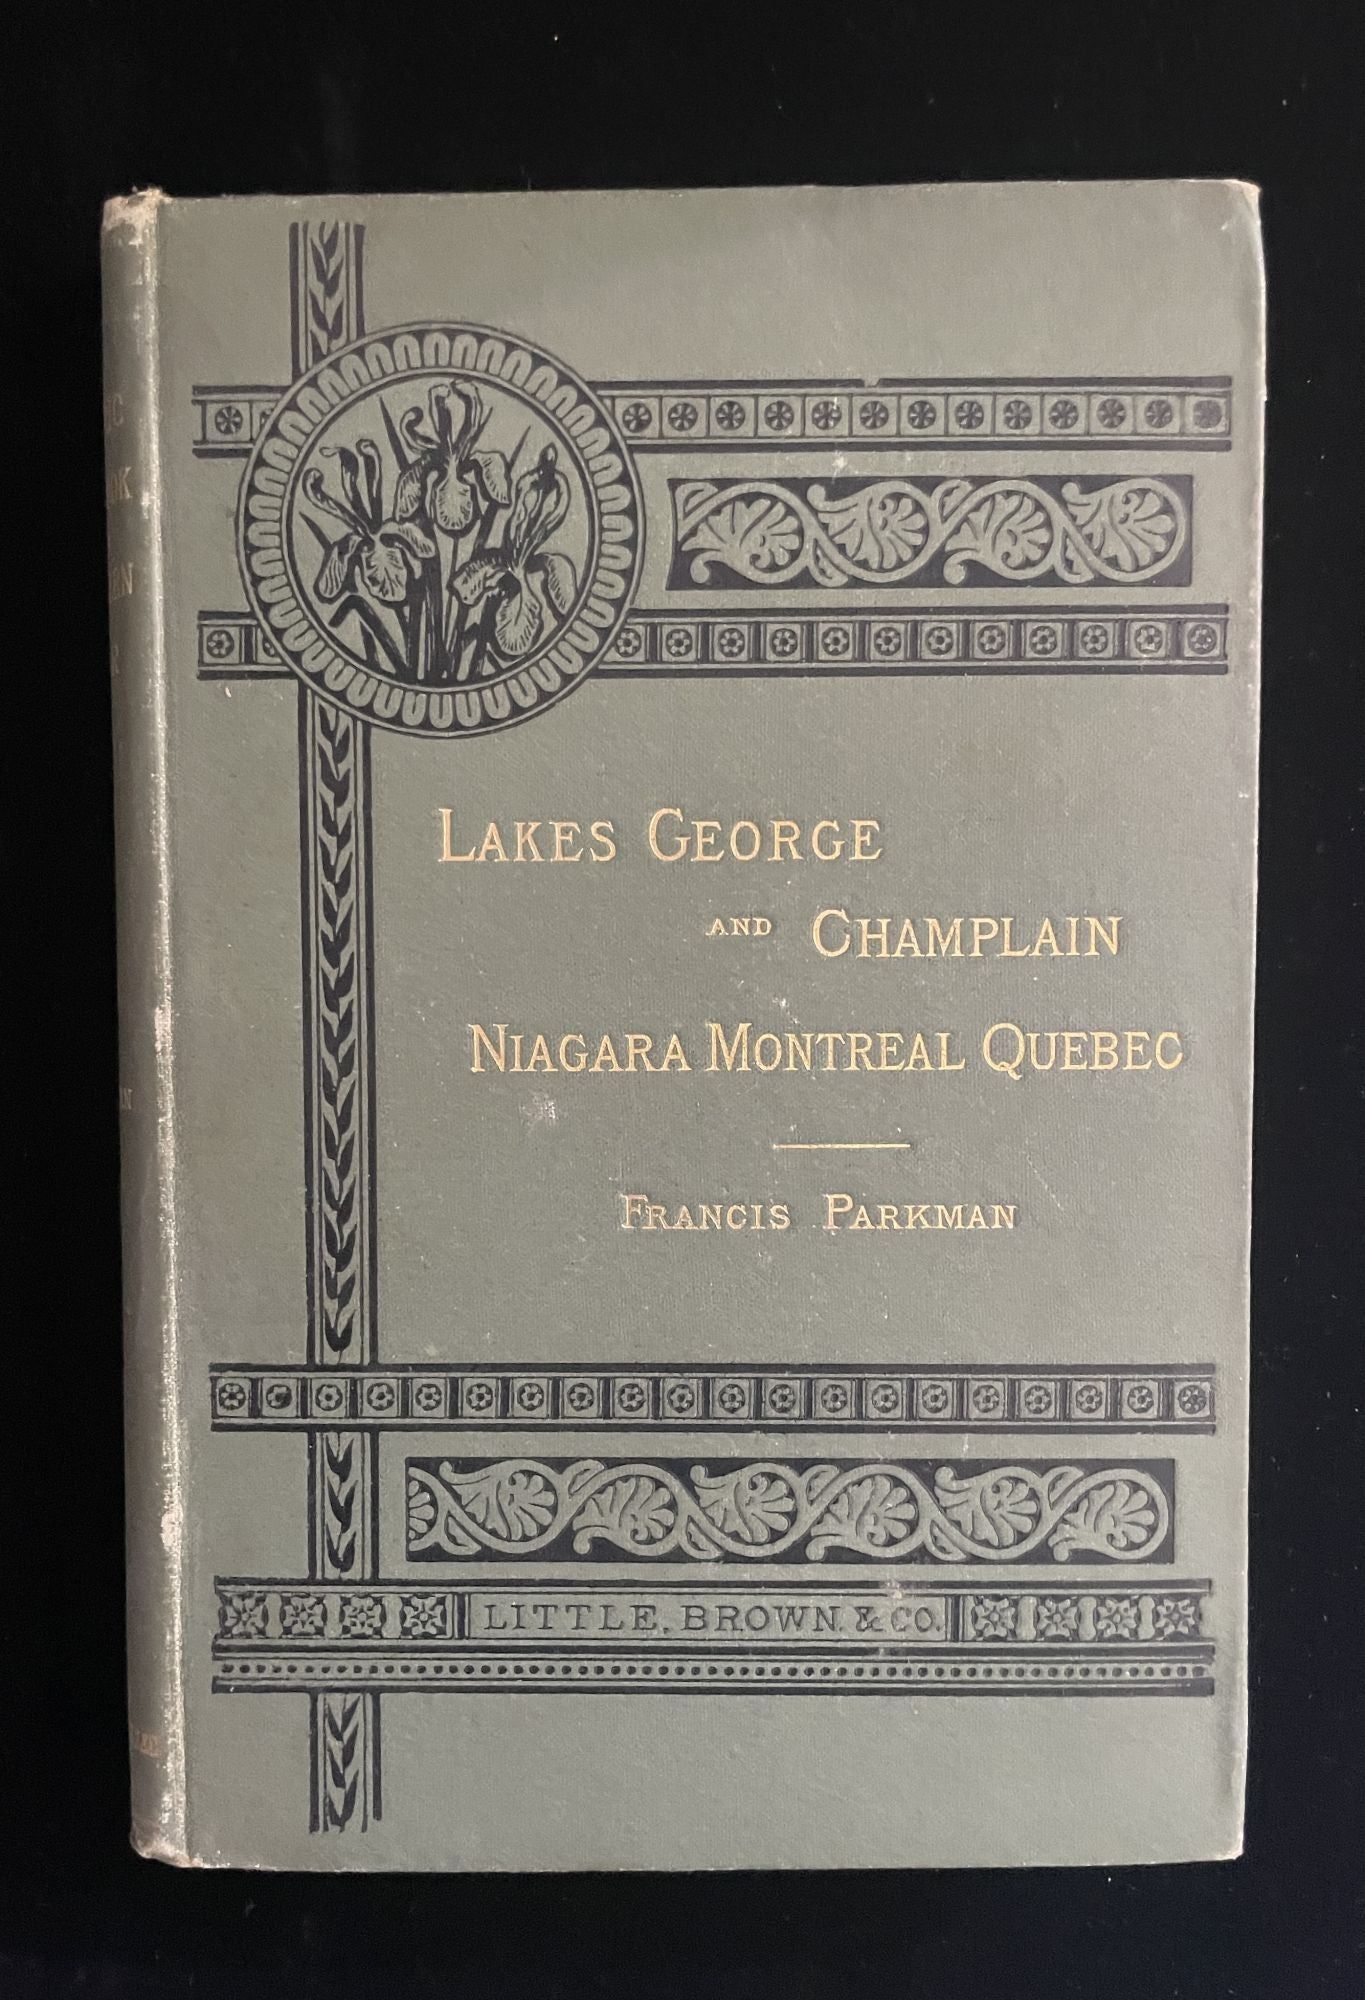 LAKES GEORGE
AND CHAMPLAIN
NIAGARA MONTREAL QUEBEC
FRANCIS PARKMAN
LITTLE, BROWN, & CO.